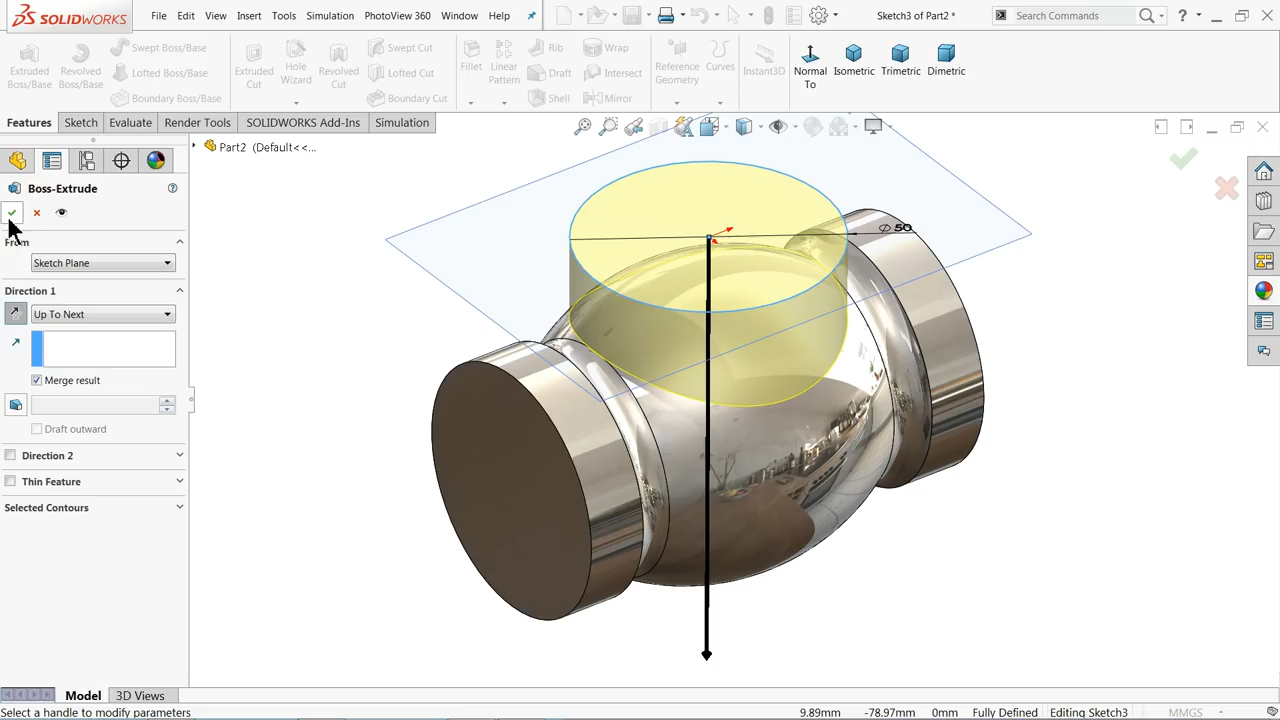 SOLIDWORKS File Edit View Insert Tools Simulation PhotoView 360 Window Help Sketch3 of Part2 * Search Commands ?
Extruded Boss/Base Revolved Boss/Base Swept Boss/Base Lofted Boss/Base Boundary Boss/Base Extruded Cut Hole Wizard Revolved Cut Swept Cut Lofted Cut Boundary Cut Fillet Linear Pattern Rib Draft Shell Wrap Intersect Mirror Reference Geometry Curves Instant3D Normal To Isometric Trimetric Dimetric
Features Sketch Evaluate Render Tools SOLIDWORKS Add-Ins Simulation
Part2 (Default<<...
Boss-Extrude
From
Sketch Plane
Direction 1
Up To Next
Merge result
Draft outward
Direction 2
Thin Feature
Selected Contours
⌀ 50
Model 3D Views
Select a handle to modify parameters 9.89mm -78.97mm 0mm Fully Defined Editing Sketch3 MMGS